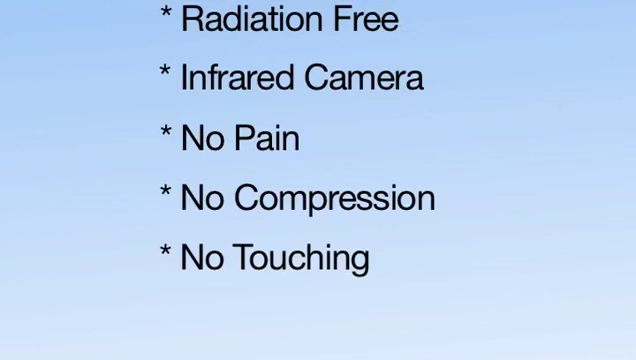 * Radiation Free
* Infrared Camera
* No Pain
* No Compression
* No Touching